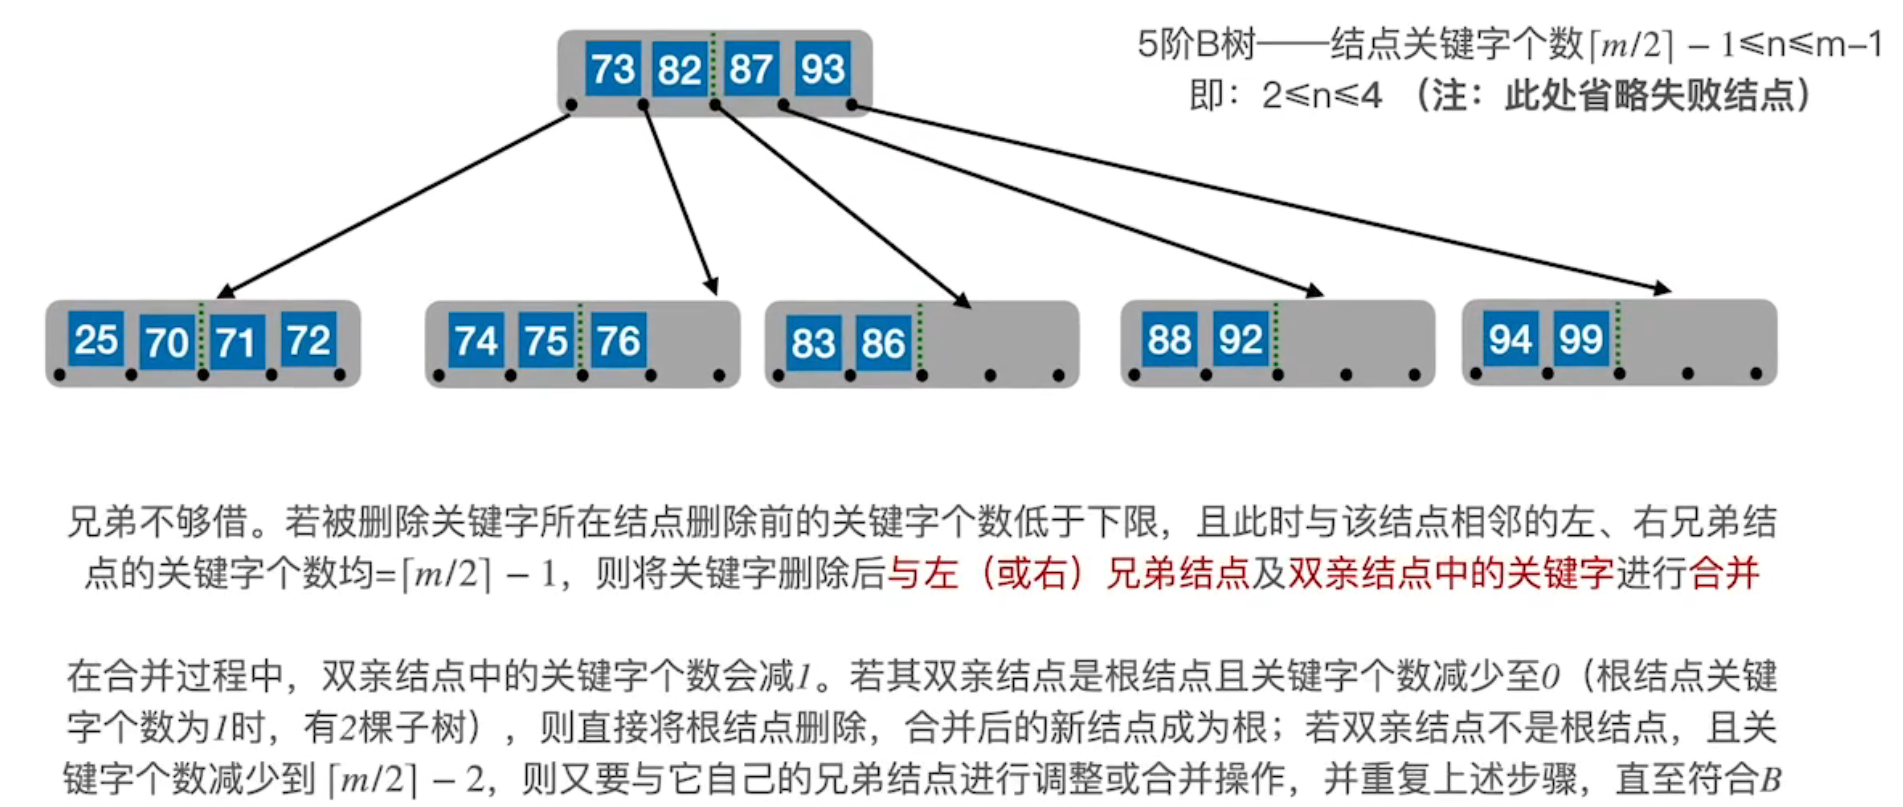 5阶B树——结点关键字个数⌈m/2⌉ − 1≤n≤m−1
即：2≤n≤4 （注：此处省略失败结点）
73 82 87 93
25 70 71 72 74 75 76 83 86 88 92 94 99
兄弟不够借。若被删除关键字所在结点删除前的关键字个数低于下限，且此时与该结点相邻的左、右兄弟结
点的关键字个数均=⌈m/2⌉ − 1，则将关键字删除后与左（或右）兄弟结点及双亲结点中的关键字进行合并
在合并过程中，双亲结点中的关键字个数会减1。若其双亲结点是根结点且关键字个数减少至0（根结点关键
字个数为1时，有2棵子树），则直接将根结点删除，合并后的新结点成为根；若双亲结点不是根结点，且关
键字个数减少到⌈m/2⌉ − 2，则又要与它自己的兄弟结点进行调整或合并操作，并重复上述步骤，直至符合B